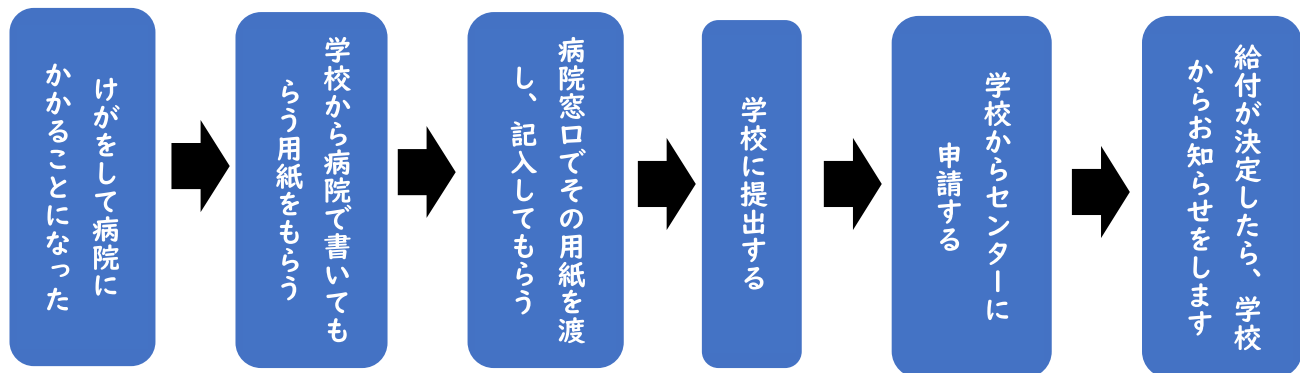 けがをして病院に
かかることになった
学校から病院で書いても
らう用紙をもらう
病院窓口でその用紙を渡
し、記入してもらう
学校に提出する
学校からセンターに
申請する
給付が決定したら、学校
からお知らせをします